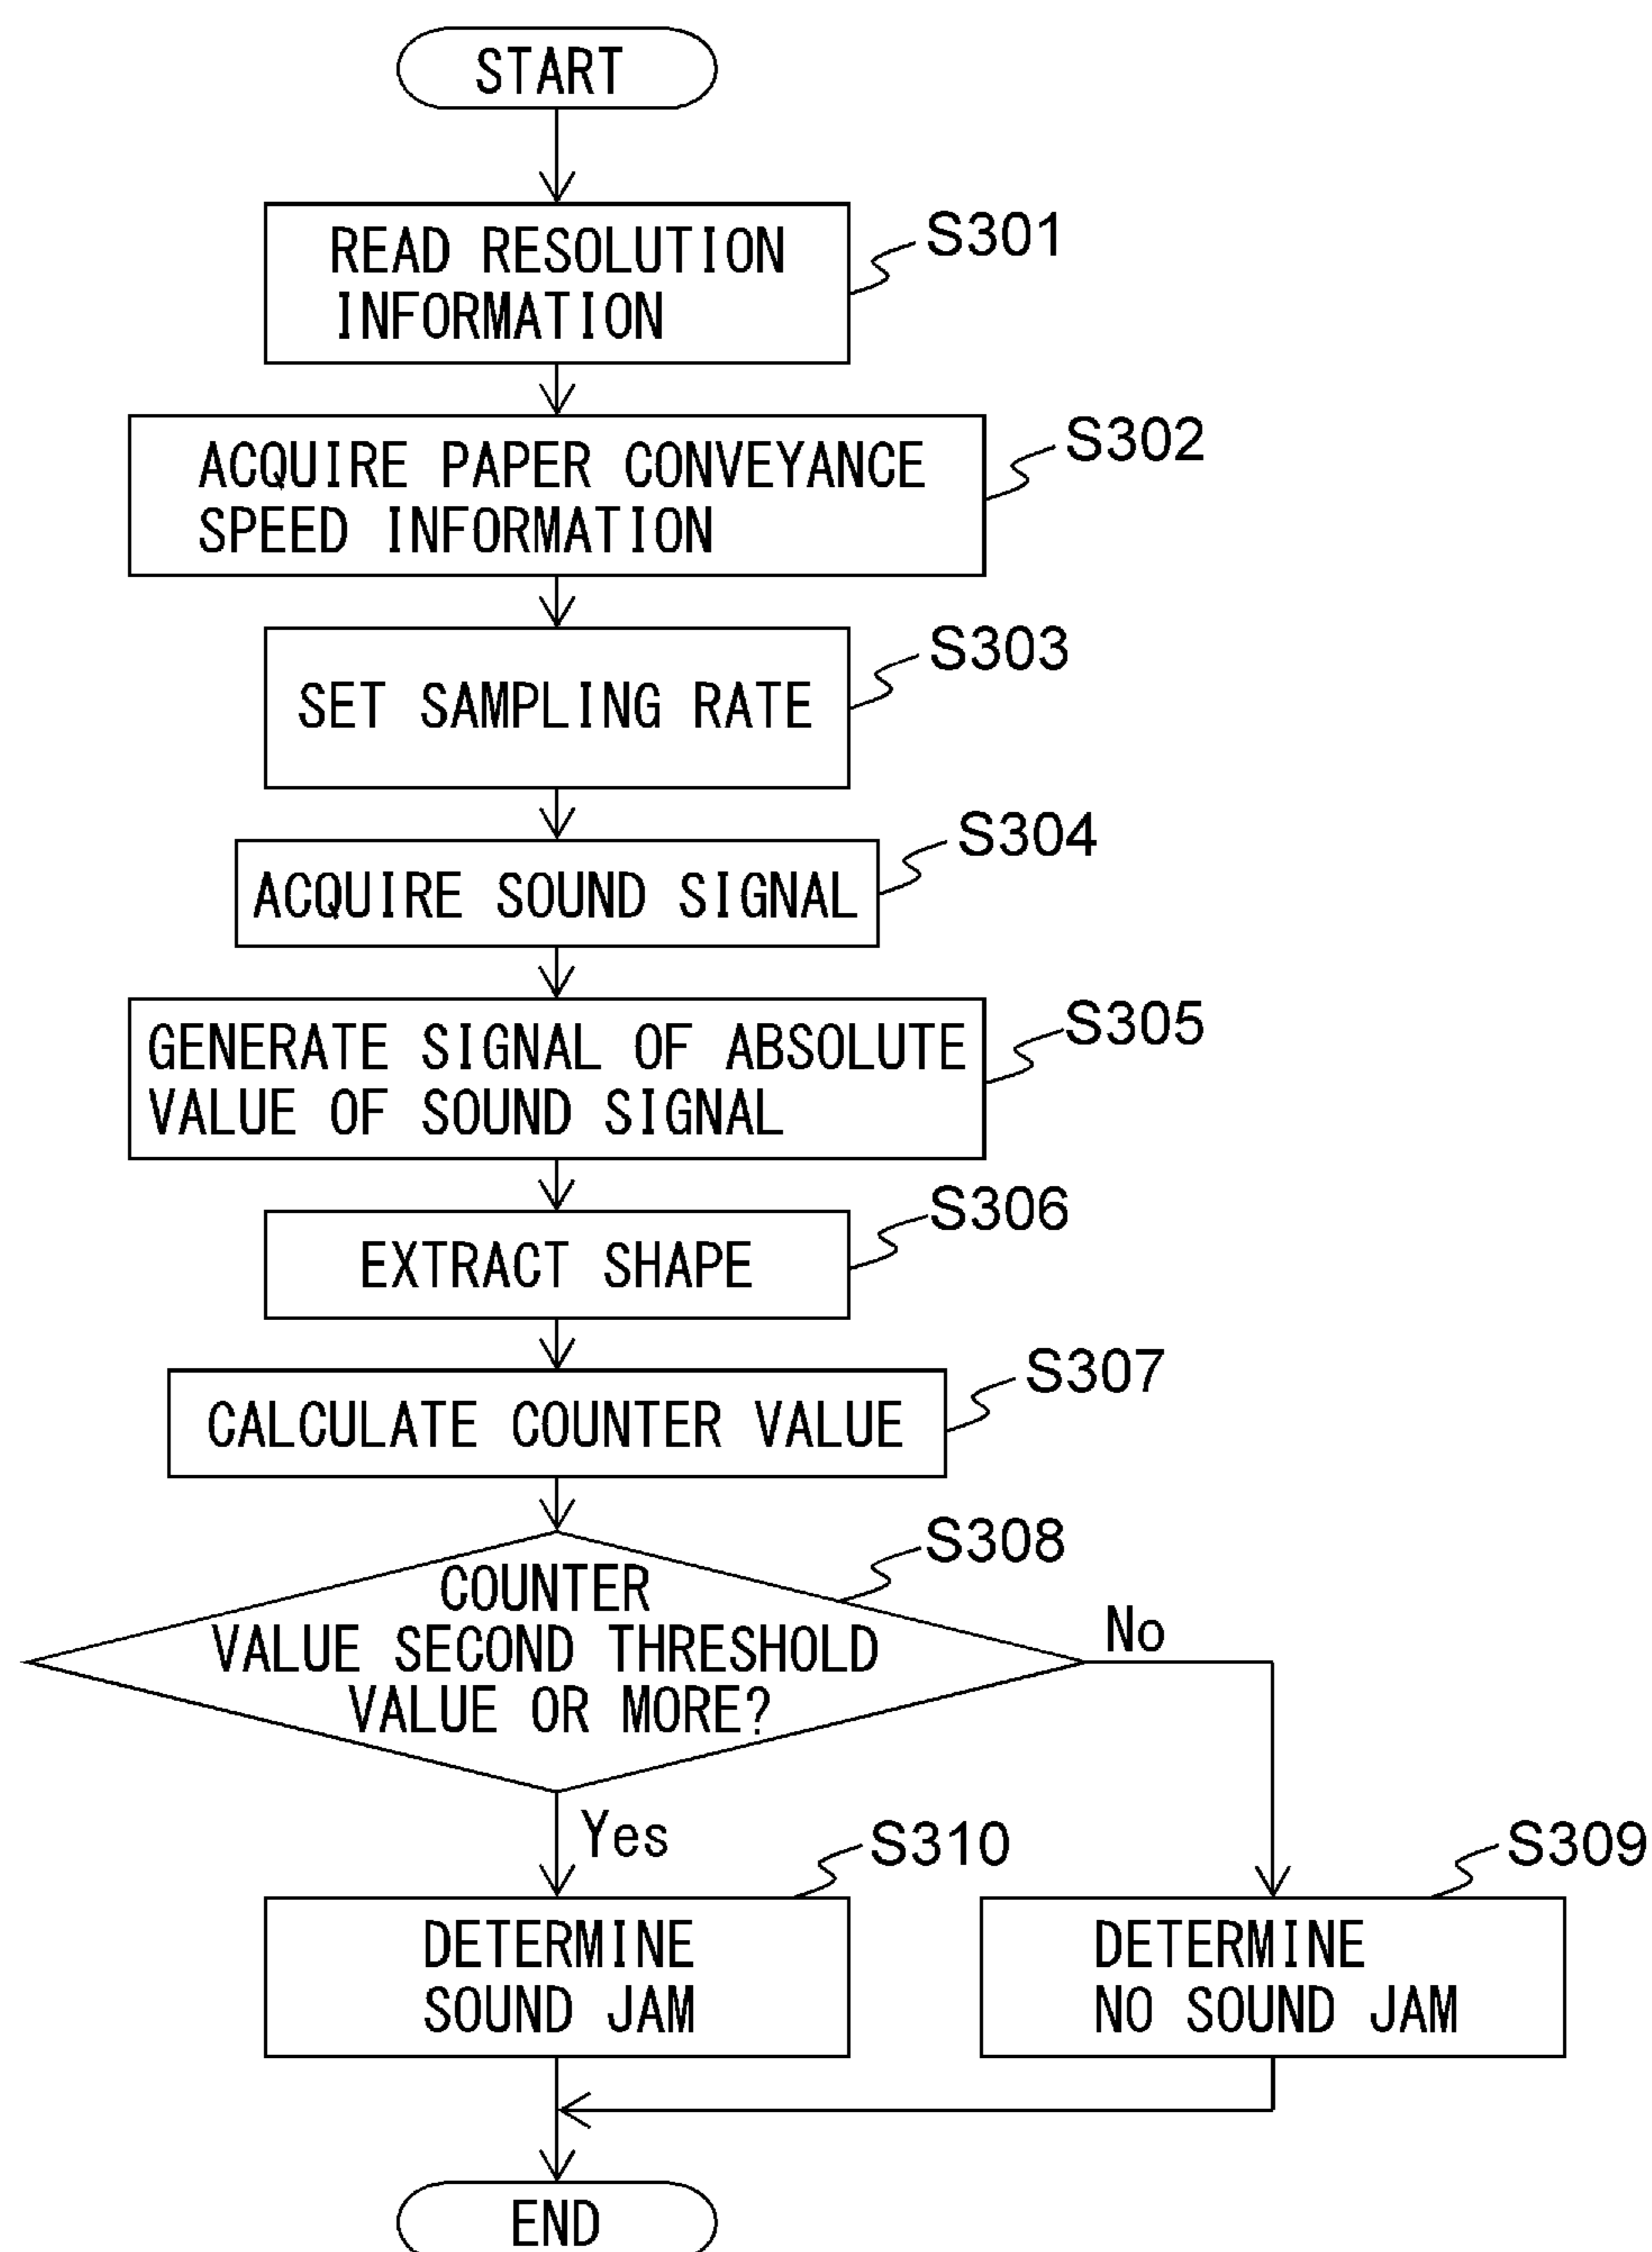 START
READ RESOLUTION
INFORMATION
S301
ACQUIRE PAPER CONVEYANCE
SPEED INFORMATION
S302
SET SAMPLING RATE
S303
ACQUIRE SOUND SIGNAL
S304
GENERATE SIGNAL OF ABSOLUTE
VALUE OF SOUND SIGNAL
S305
EXTRACT SHAPE
S306
CALCULATE COUNTER VALUE
S307
COUNTER
VALUE SECOND THRESHOLD
VALUE OR MORE?
S308
No
Yes
S310
S309
DETERMINE
SOUND JAM
DETERMINE
NO SOUND JAM
END